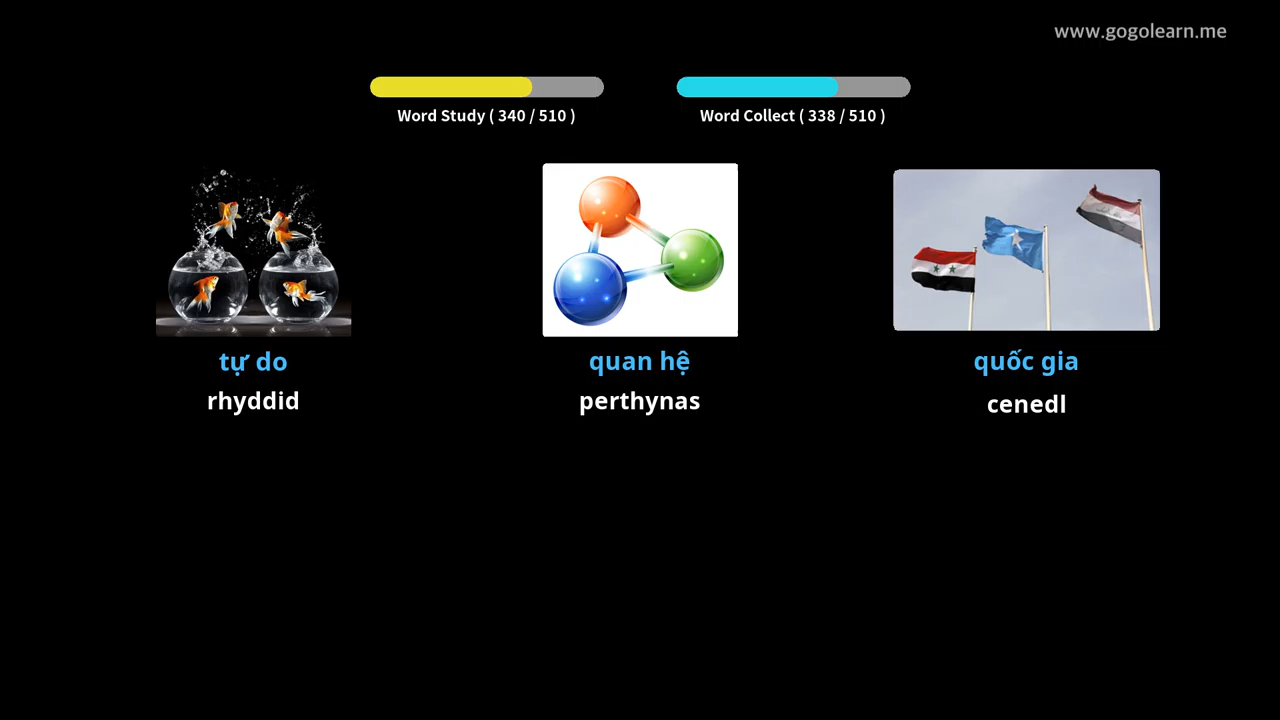 www.gogolearn.me
Word Study ( 340 / 510 )
Word Collect ( 338 / 510 )
tự do
rhyddid
quan hệ
perthynas
quốc gia
cenedl